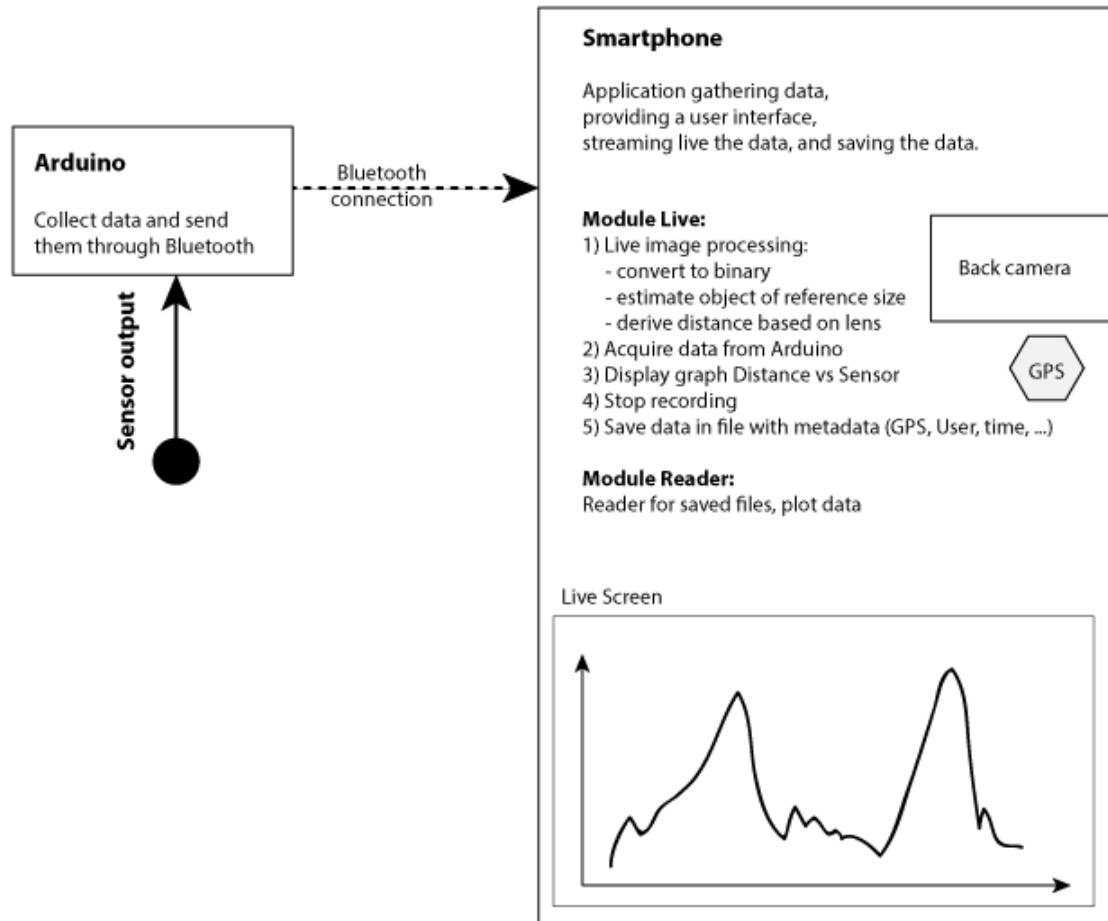 Smartphone
Application gathering data,
providing a user interface,
streaming live the data, and saving the data.
Arduino
Collect data and send
them through Bluetooth
Bluetooth
connection
Sensor output
Module Live:
1) Live image processing:
- convert to binary
- estimate object of reference size
- derive distance based on lens
2) Acquire data from Arduino
3) Display graph Distance vs Sensor
4) Stop recording
5) Save data in file with metadata (GPS, User, time, ...)
Back camera
GPS
Module Reader:
Reader for saved files, plot data
Live Screen